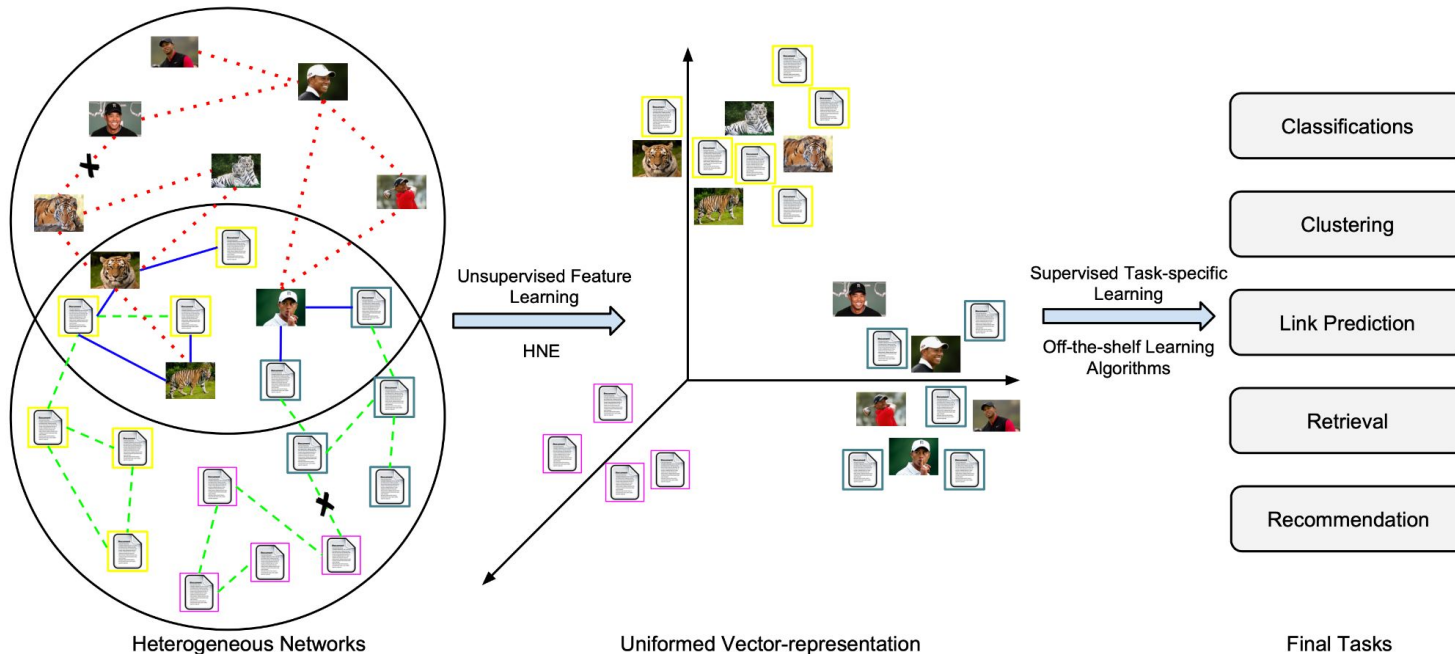 Unsupervised Feature
Learning
HNE
Supervised Task-specific
Learning
Off-the-shelf Learning
Algorithms
Classifications
Clustering
Link Prediction
Retrieval
Recommendation
Heterogeneous Networks
Uniformed Vector-representation
Final Tasks